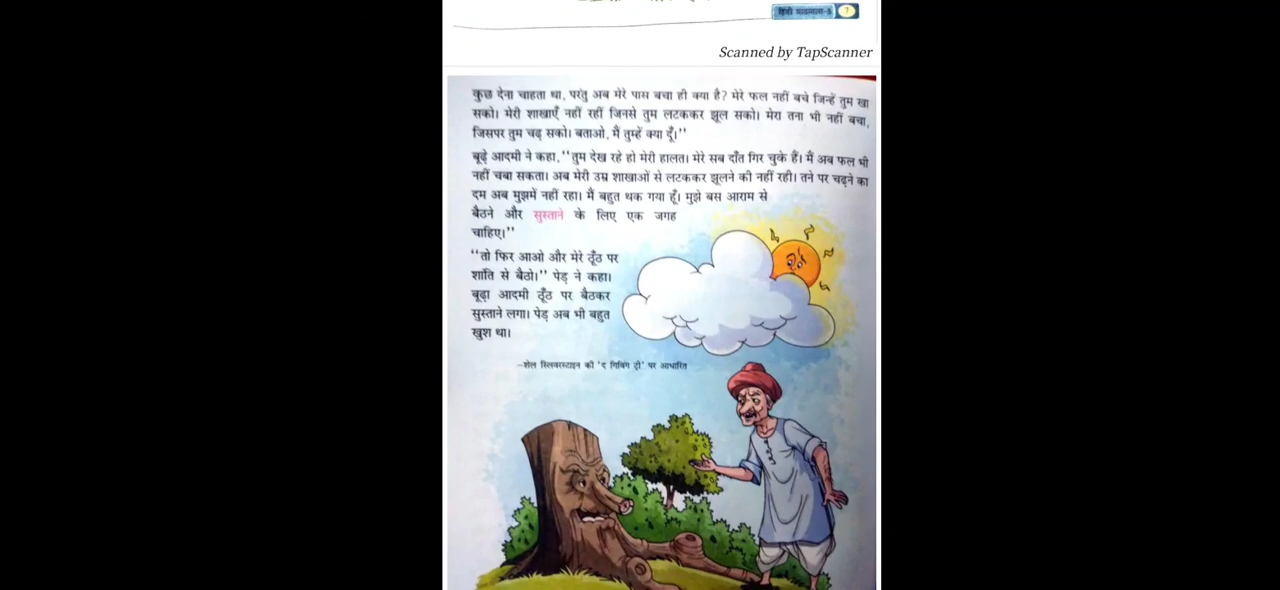 हिंदी पाठमाला-5 7
Scanned by TapScanner
कुछ देना चाहता था, परंतु अब मेरे पास बचा ही क्या है? मेरे फल नहीं बचे जिन्हें तुम खा
सको। मेरी शाखाएँ नहीं रहीं जिनसे तुम लटककर झूल सको। मेरा तना भी नहीं बचा,
जिसपर तुम चढ़ सको। बताओ, मैं तुम्हें क्या दूँ।''
बूढ़े आदमी ने कहा, ''तुम देख रहे हो मेरी हालत। मेरे सब दाँत गिर चुके हैं। मैं अब फल भी
नहीं चबा सकता। अब मेरी उम्र शाखाओं से लटककर झूलने की नहीं रही। तने पर चढ़ने का
दम अब मुझमें नहीं रहा। मैं बहुत थक गया हूँ। मुझे बस आराम से
बैठने और सुस्ताने के लिए एक जगह
चाहिए।''
''तो फिर आओ और मेरे ठूँठ पर
शांति से बैठो।'' पेड़ ने कहा।
बूढ़ा आदमी ठूँठ पर बैठकर
सुस्ताने लगा। पेड़ अब भी बहुत
खुश था।
–शेल सिल्वरस्टाइन की 'द गिविंग ट्री' पर आधारित